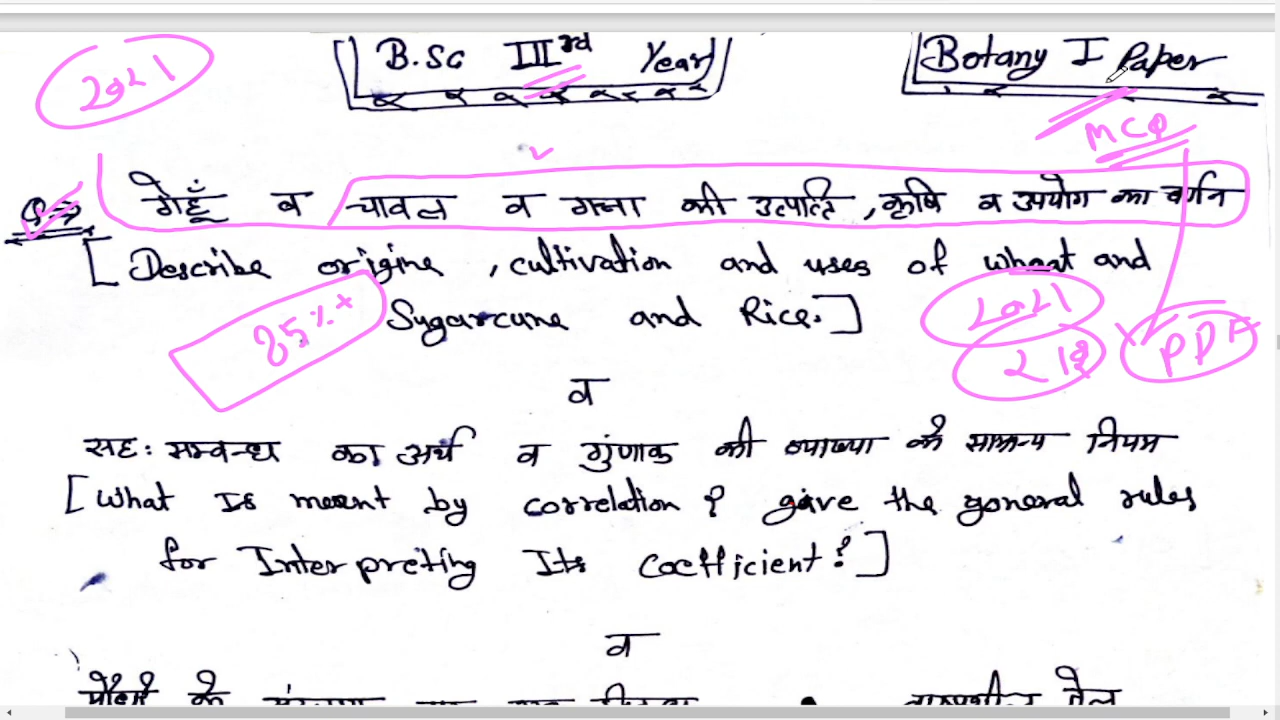 B.Sc IIIrd Year
Botany I Paper
2021
MCQ
गेहूँ व चावल व गन्ना की उत्पत्ति, कृषि व उपयोग का वर्णन
[Describe origine, cultivation and uses of wheat and
Sugarcune and Rice.]
85%+
2021
PDF
व
सह: सम्बन्ध का अर्थ व गुंणाक की व्याख्या के सामान्य नियम
[What Is meant by correlation? give the general rules
for Interpreting Its coefficient?]
व
पौधों के
तेल